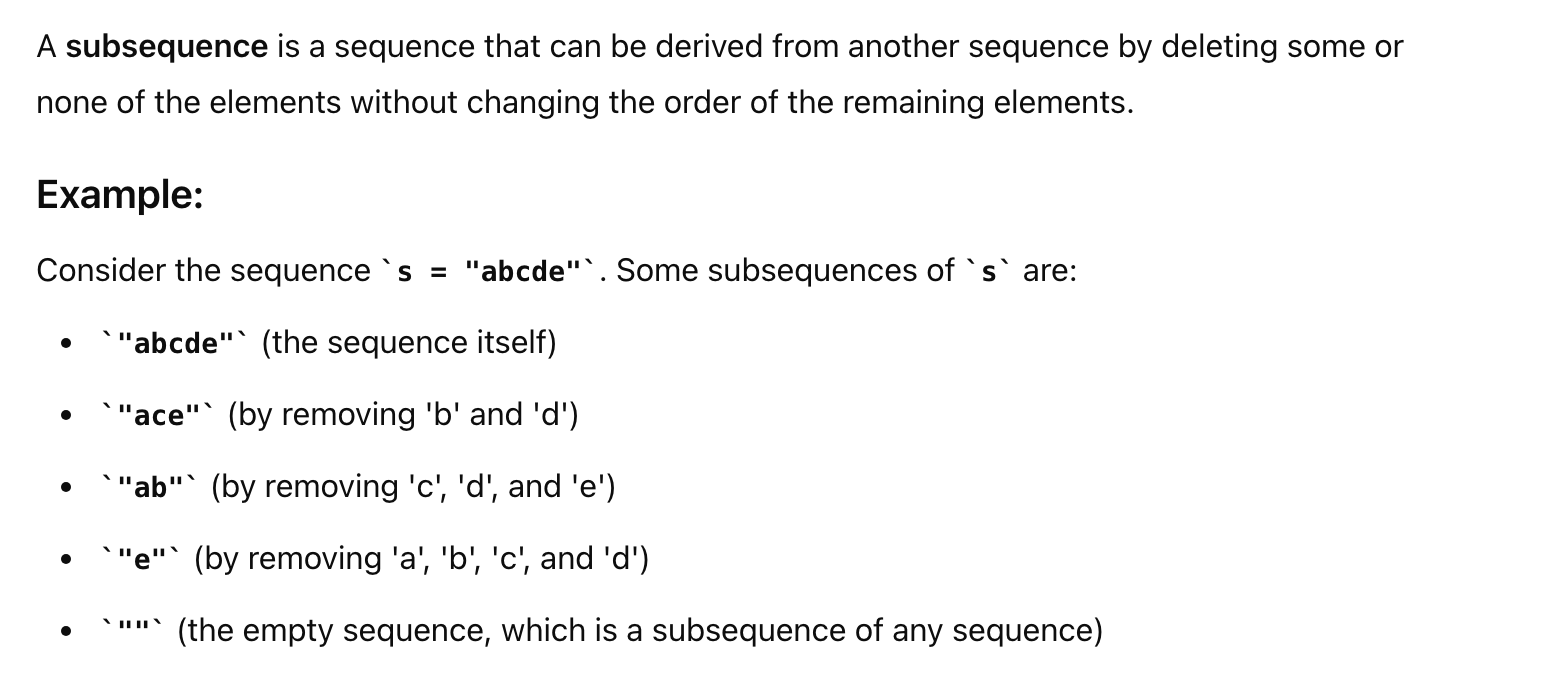 A subsequence is a sequence that can be derived from another sequence by deleting some or
none of the elements without changing the order of the remaining elements.
Example:
Consider the sequence `s = "abcde"`. Some subsequences of `s` are:
• `"abcde"` (the sequence itself)
• `"ace"` (by removing 'b' and 'd')
• `"ab"` (by removing 'c', 'd', and 'e')
• `"e"` (by removing 'a', 'b', 'c', and 'd')
• `""` (the empty sequence, which is a subsequence of any sequence)